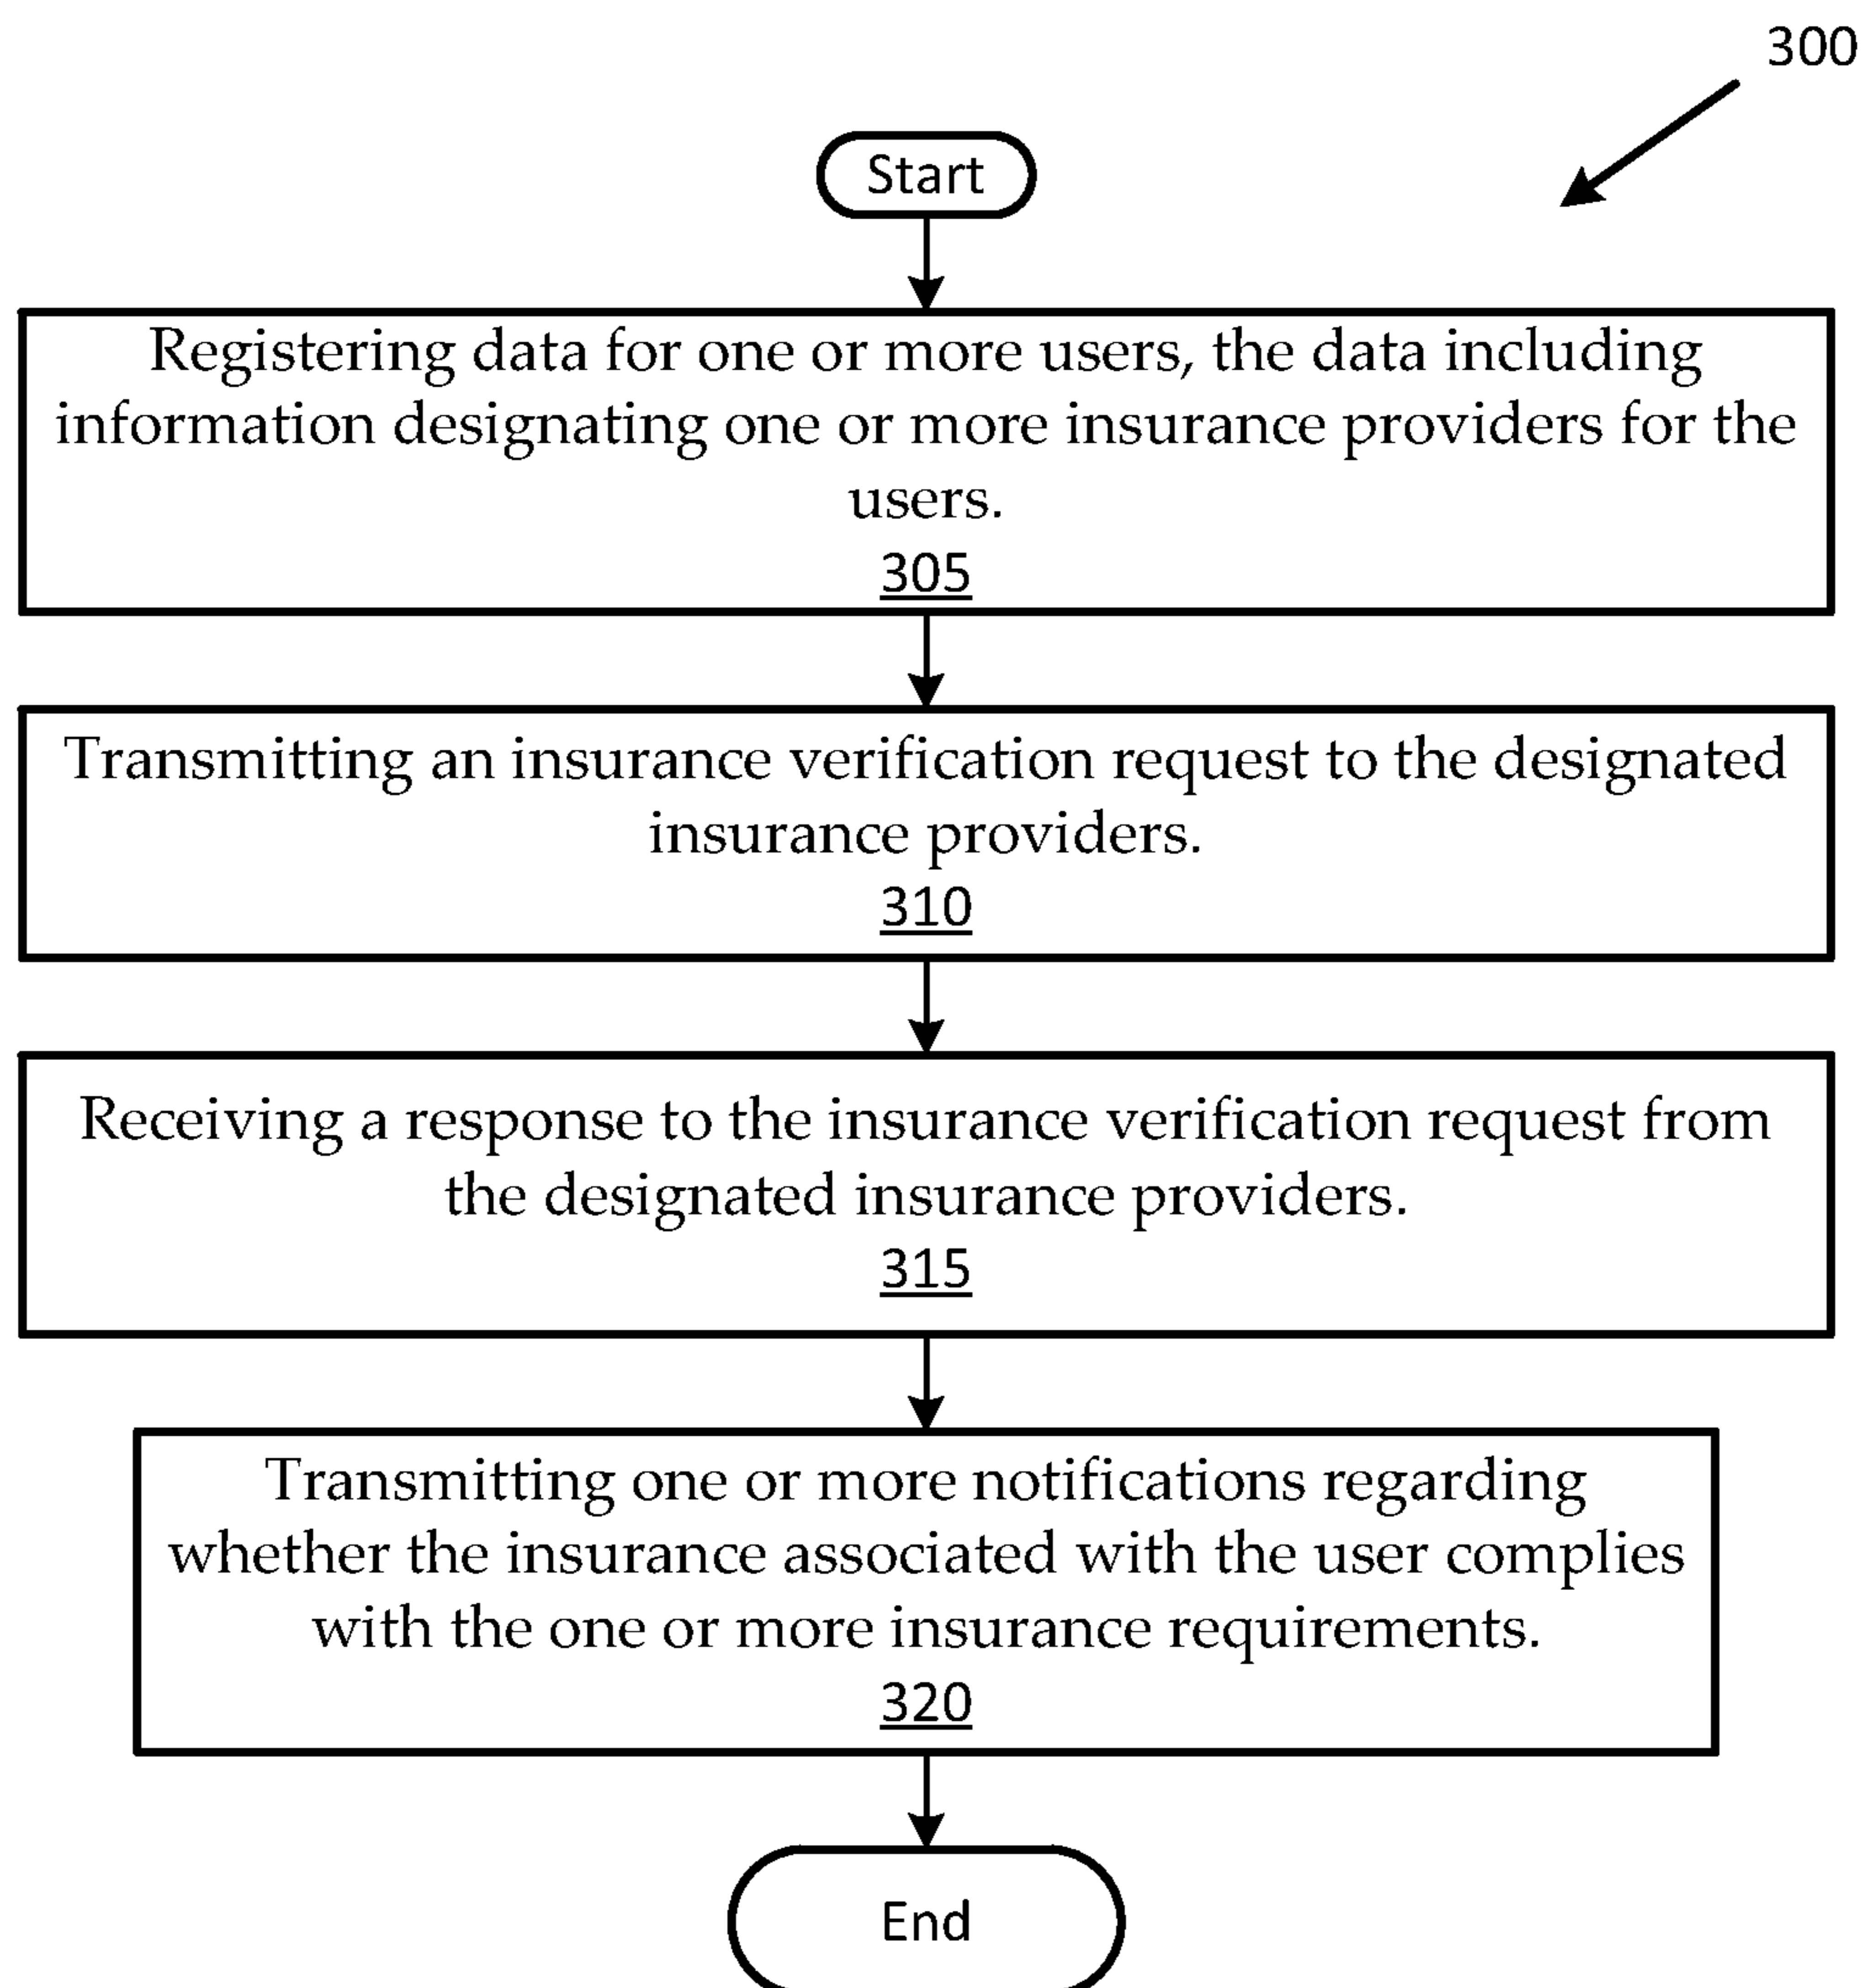 300
Start
Registering data for one or more users, the data including
information designating one or more insurance providers for the
users.
305
Transmitting an insurance verification request to the designated
insurance providers.
310
Receiving a response to the insurance verification request from
the designated insurance providers.
315
Transmitting one or more notifications regarding
whether the insurance associated with the user complies
with the one or more insurance requirements.
320
End